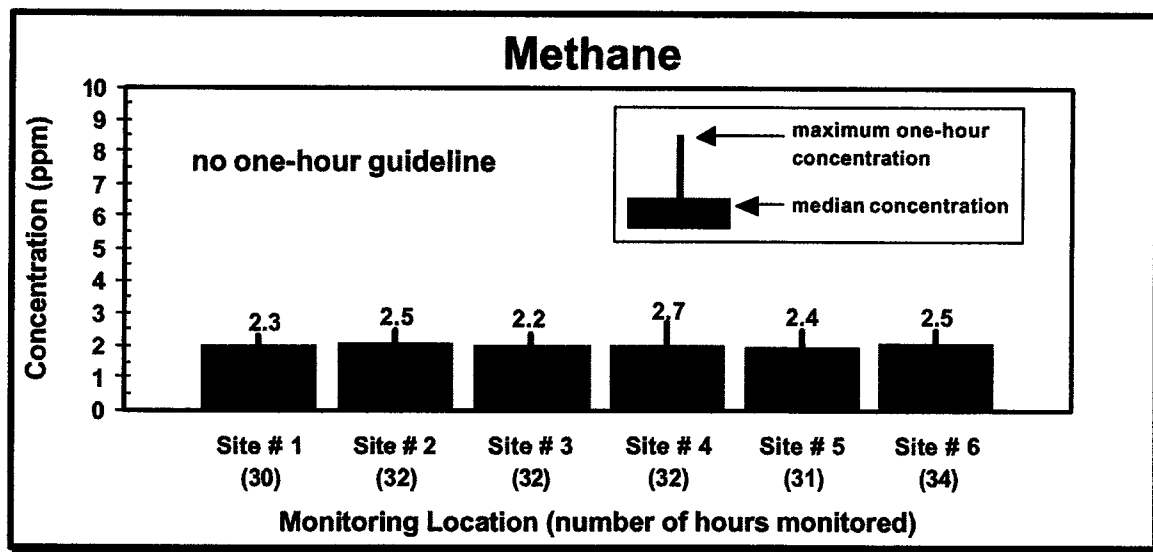 Methane
Concentration (ppm)
10
9
8
7
6
5
4
3
2
1
0
no one-hour guideline
maximum one-hour
concentration
median concentration
2.3 2.5 2.2 2.7 2.4 2.5
Site # 1 Site # 2 Site # 3 Site # 4 Site # 5 Site # 6
(30) (32) (32) (32) (31) (34)
Monitoring Location (number of hours monitored)